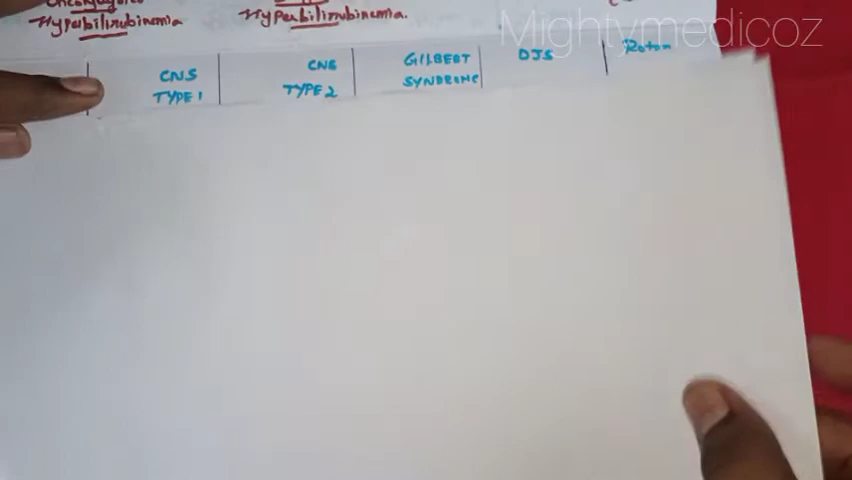 Hyperbilirubinemia Hyperbilirubinemia.
Mightymedicoz
CNS CNS GILBERT DJS Rotor
TYPE 1 TYPE 2 SYNDROME